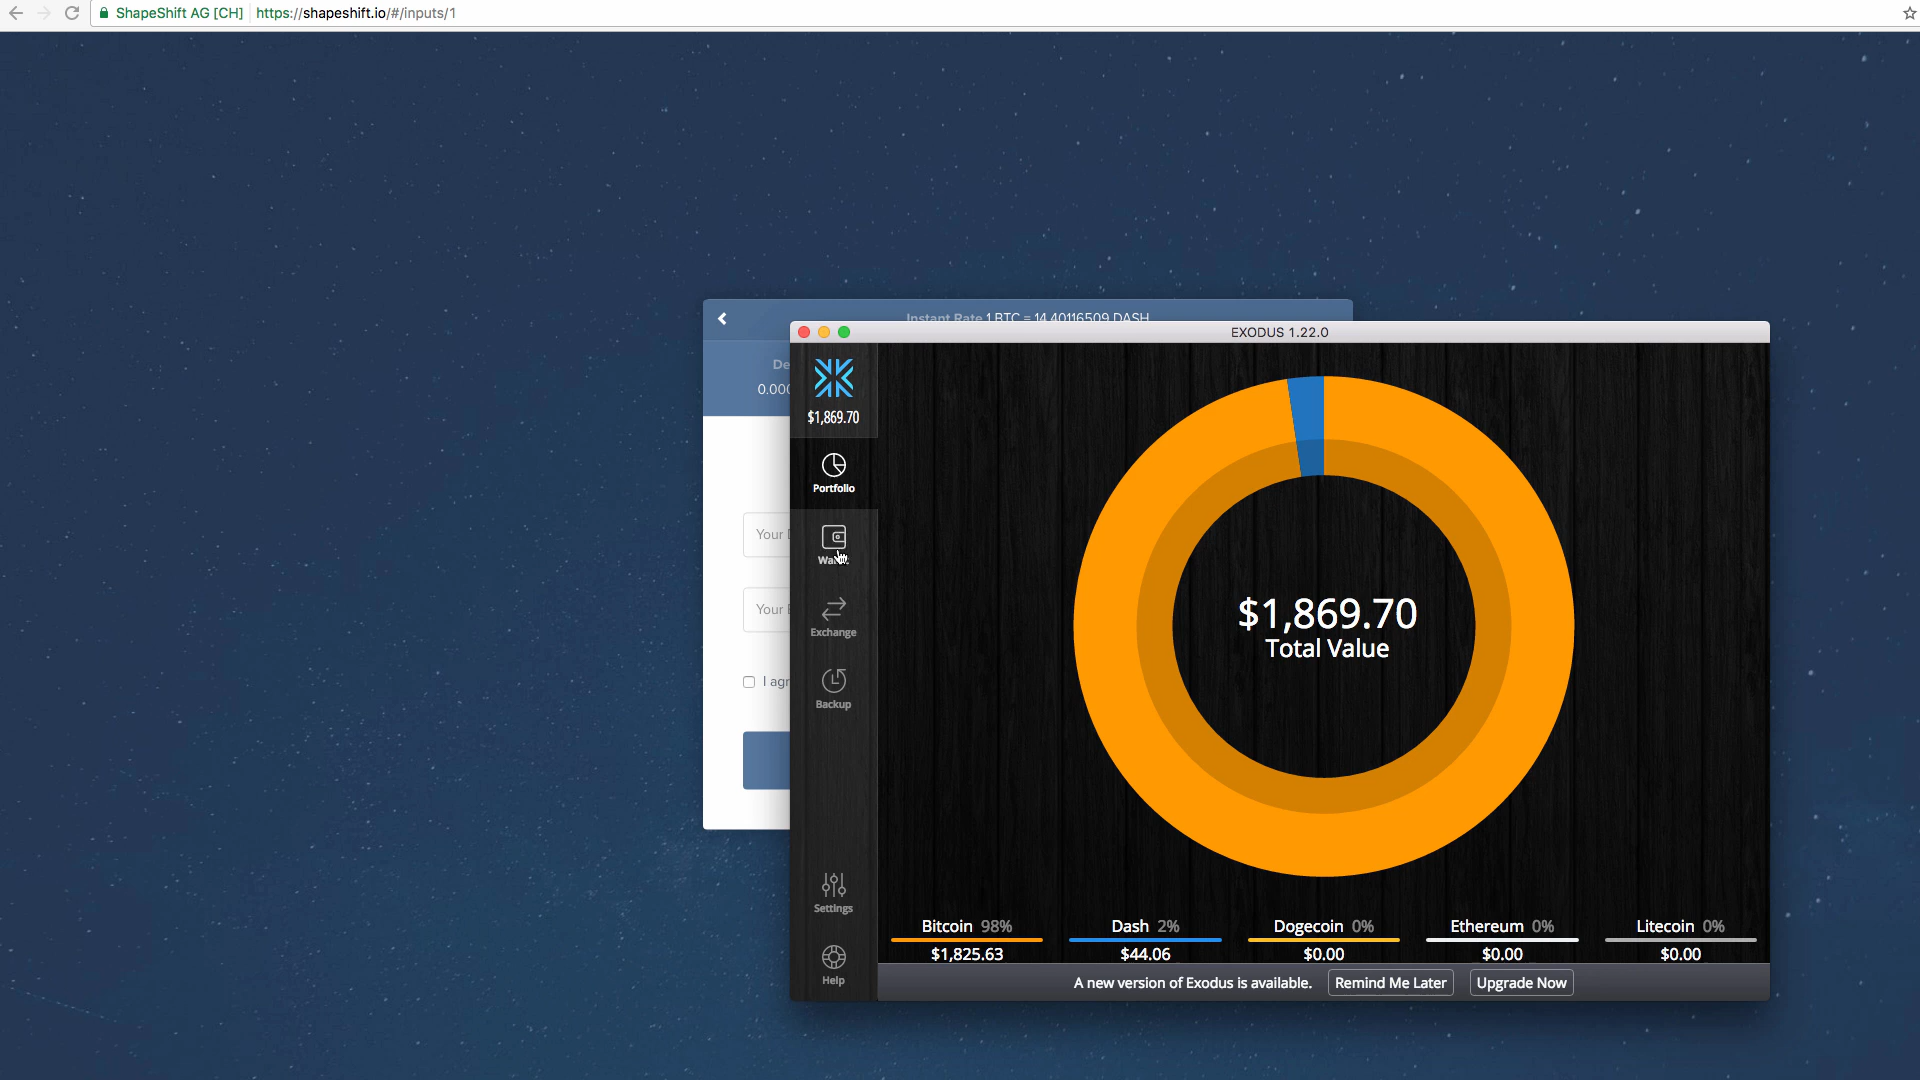 ShapeShift AG [CH] https://shapeshift.io/#/inputs/1
Instant Rate 1 BTC = 14.40116509 DASH
EXODUS 1.22.0
$1,869.70
Portfolio
Exchange
Backup
Settings
Help
$1,869.70
Total Value
Bitcoin 98%
$1,825.63
Dash 2%
$44.06
Dogecoin 0%
$0.00
Ethereum 0%
$0.00
Litecoin 0%
$0.00
A new version of Exodus is available. Remind Me Later Upgrade Now
Your
Your
I